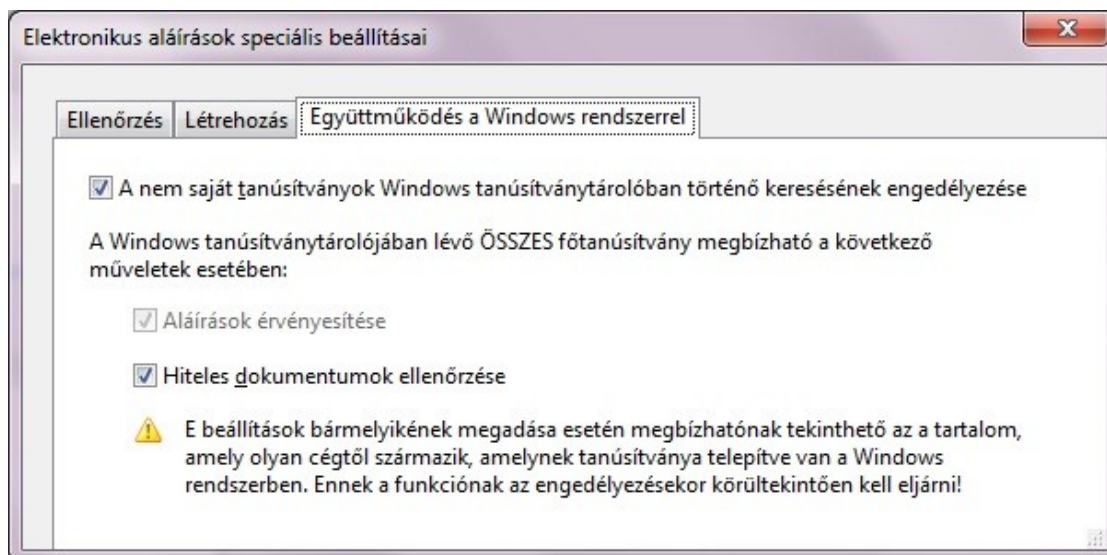 Elektronikus aláírások speciális beállításai
Ellenőrzés Létrehozás Együttműködés a Windows rendszerrel
A nem saját tanúsítványok Windows tanúsítványtárolóban történő keresésének engedélyezése
A Windows tanúsítványtárolójában lévő ÖSSZES főtanúsítvány megbízható a következő
műveletek esetében:
Aláírások érvényesítése
Hiteles dokumentumok ellenőrzése
E beállítások bármelyikének megadása esetén megbízhatónak tekinthető az a tartalom,
amely olyan cégtől származik, amelynek tanúsítványa telepítve van a Windows
rendszerben. Ennek a funkciónak az engedélyezésekor körültekintően kell eljárni!